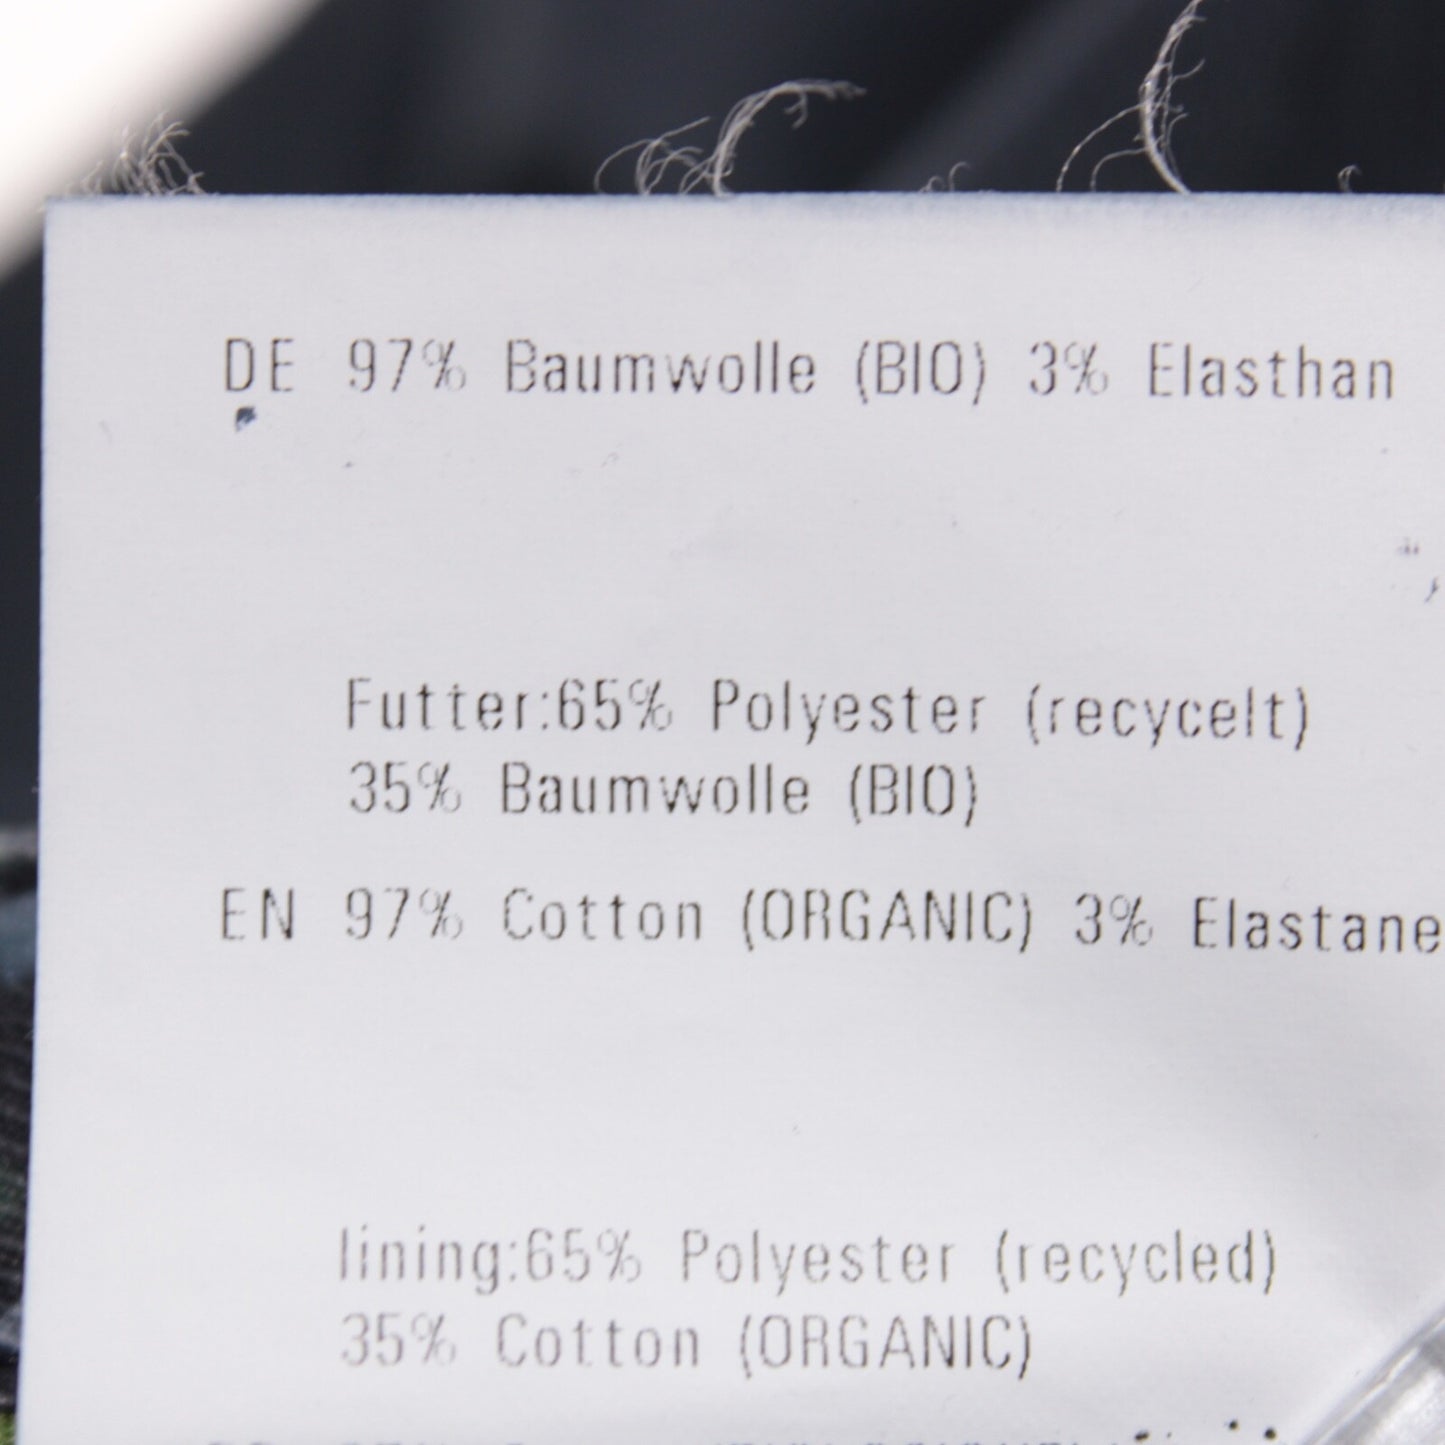 DE 97% Baumwolle (BIO) 3% Elasthan
Futter:65% Polyester (recycelt)
35% Baumwolle (BIO)
EN 97% Cotton (ORGANIC) 3% Elastane
lining:65% Polyester (recycled)
35% Cotton (ORGANIC)